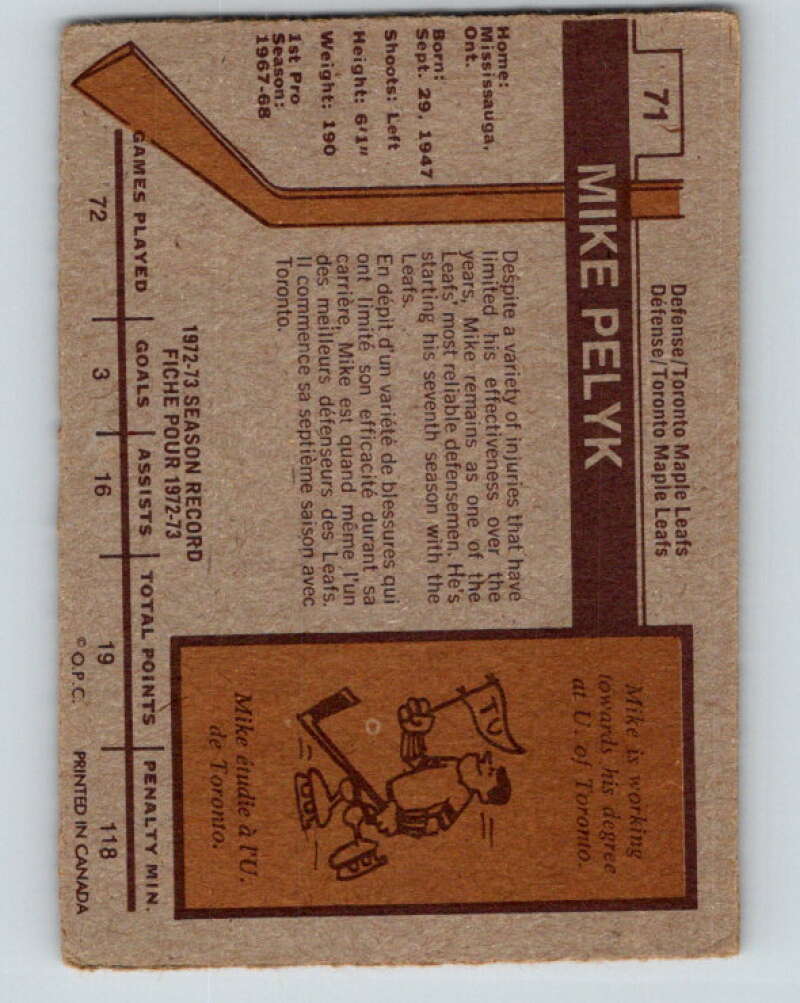 71
Defense/Toronto Maple Leafs
Défense/Toronto Maple Leafs
MIKE PELYK
Home:
Mississauga,
Ont.
Born:
Sept. 29, 1947
Shoots: Left
Height: 6'1"
Weight: 190
1st Pro
Season:
1967-68
Despite a variety of injuries that have
limited his effectiveness over the
years, Mike remains as one of the
Leafs' most reliable defensemen. He's
starting his seventh season with the
Leafs.
En dépit d'un variété de blessures qui
ont limité son efficacité durant sa
carrière, Mike est quand même l'un
des meilleurs défenseurs des Leafs.
Il commence sa septième saison avec
Toronto.
Mike is working
towards his degree
at U. of Toronto.
TU
Mike étudie à l'U.
de Toronto.
1972-73 SEASON RECORD
FICHE POUR 1972-73
GAMES PLAYED GOALS ASSISTS TOTAL POINTS PENALTY MIN.
72 3 16 19 118
© O.P.C. PRINTED IN CANADA